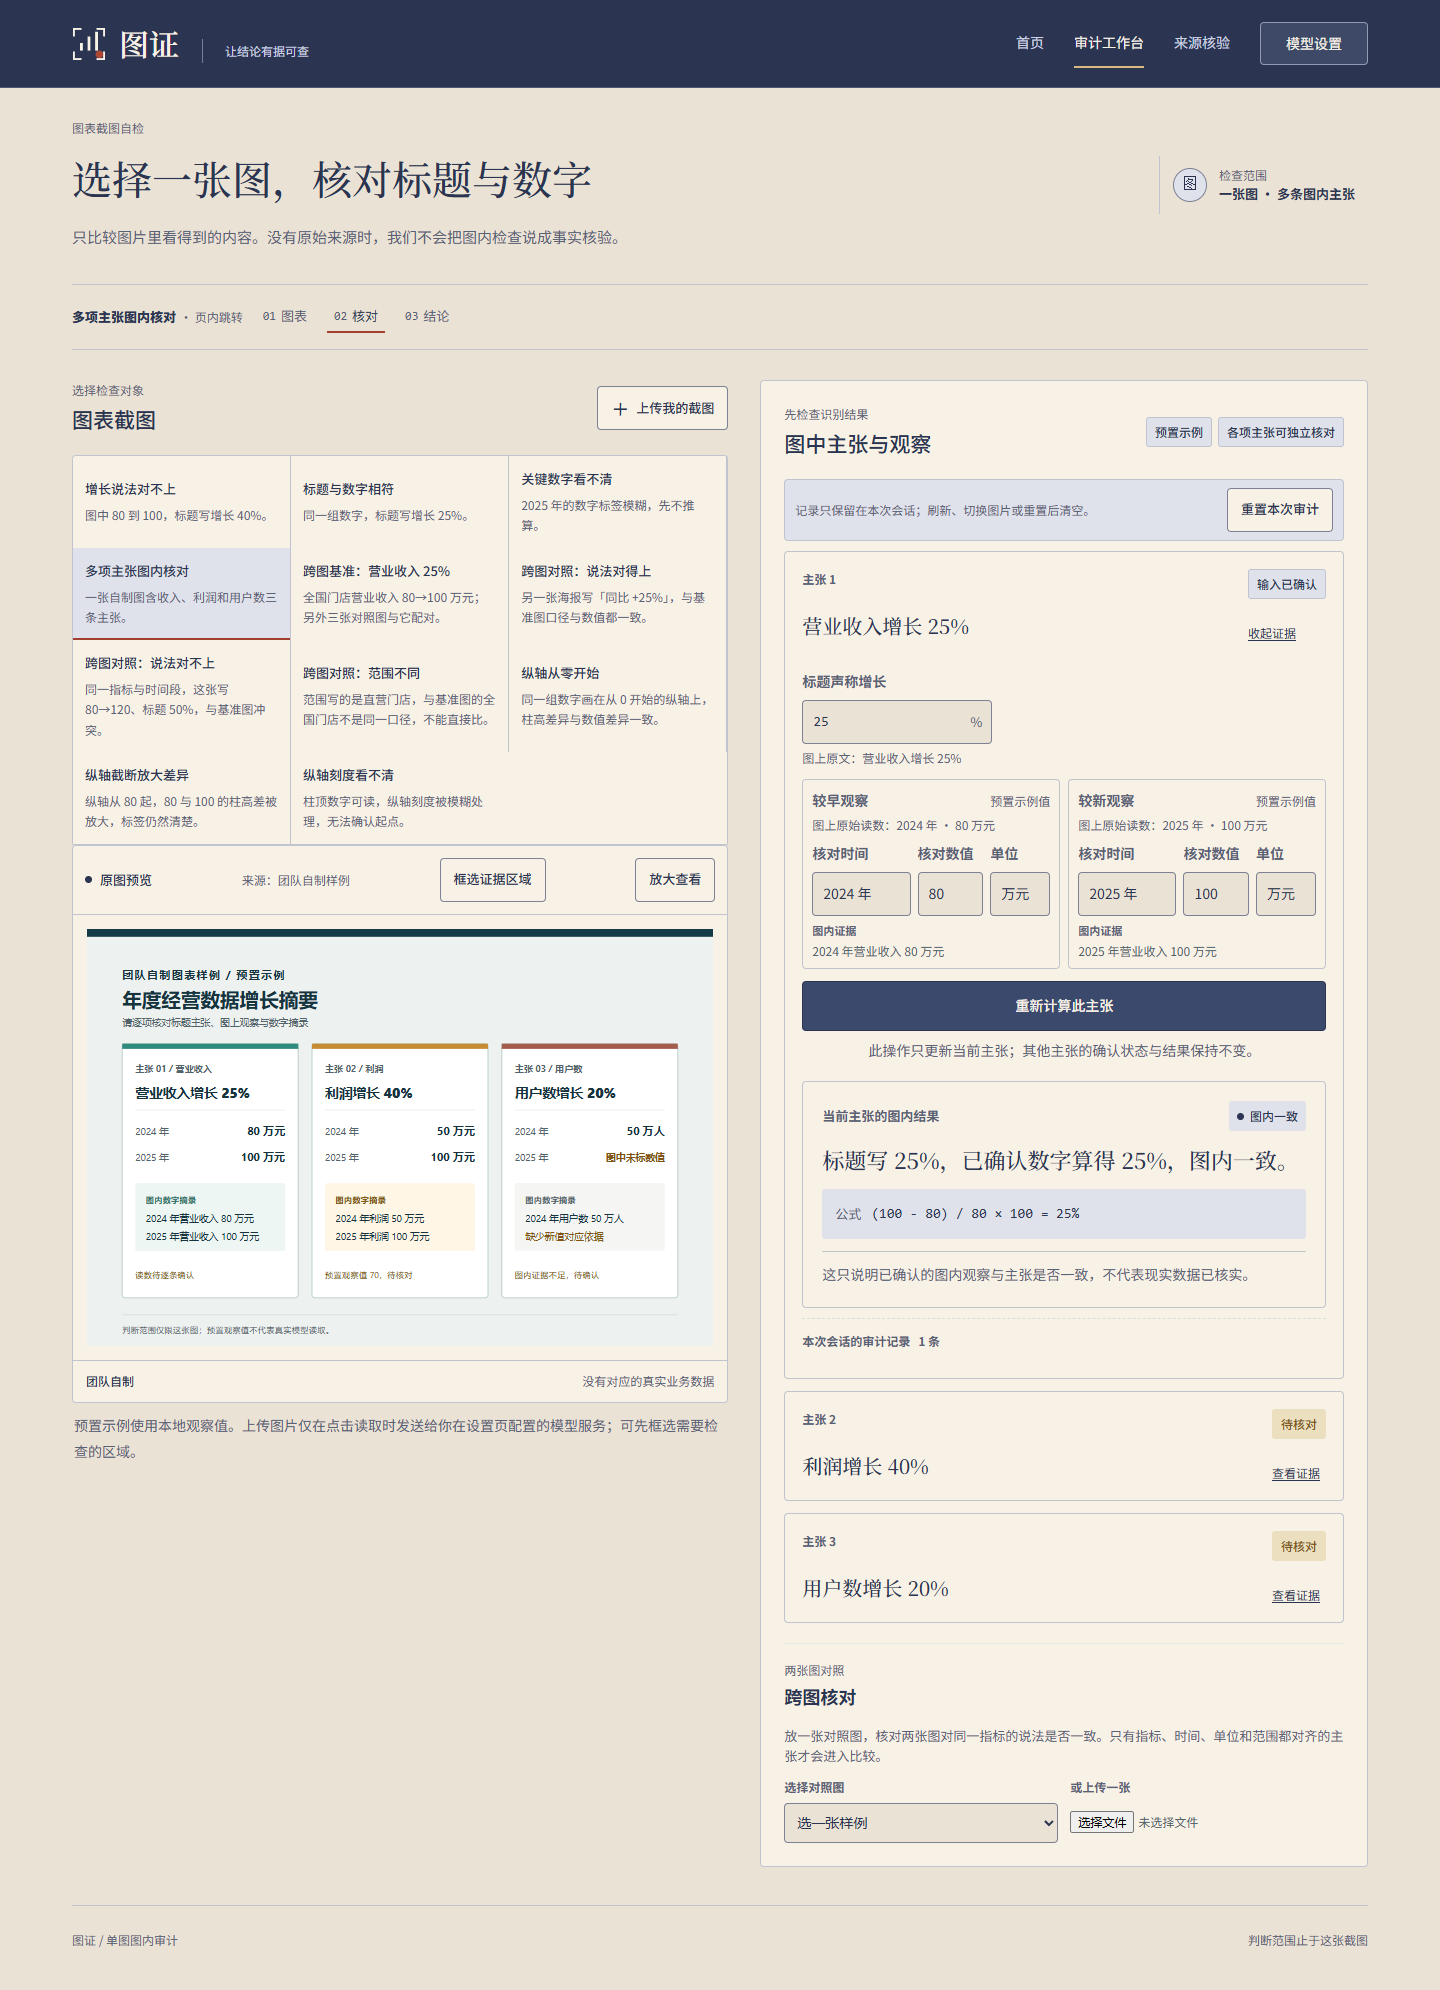 图证
让结论有据可查
首页
审计工作台
来源核验
模型设置
图表截图自检
选择一张图，核对标题与数字
只比较图片里看得到的内容。没有原始来源时，我们不会把图内检查说成事实核验。
图
检查范围
一张图 · 多条图内主张
多项主张图内核对 · 页内跳转
01 图表
02 核对
03 结论
选择检查对象
图表截图
上传我的截图
增长说法对不上
图中 80 到 100，标题写增长 40%。
标题与数字相符
同一组数字，标题写增长 25%。
关键数字看不清
2025 年的数字标签模糊，先不推
算。
多项主张图内核对
一张自制图含收入、利润和用户数三
条主张。
跨图基准：营业收入 25%
全国门店营业收入 80→100 万元；
另外三张对照图与它配对。
跨图对照：说法对得上
另一张海报写「同比 +25%」，与基
准图口径与数值都一致。
跨图对照：说法对不上
同一指标与时间段，这张写
80→120、标题 50%，与基准图冲
突。
跨图对照：范围不同
范围写的是直营门店，与基准图的全
国门店不是同一口径，不能直接比。
纵轴从零开始
同一组数字画在从 0 开始的纵轴上，
柱高差异与数值差异一致。
纵轴截断放大差异
纵轴从 80 起，80 与 100 的柱高差被
放大，标签仍然清楚。
纵轴刻度看不清
柱顶数字可读，纵轴刻度被模糊处
理，无法确认起点。
原图预览
来源：团队自制样例
框选证据区域
放大查看
团队自制图表样例 / 预置示例
年度经营数据增长摘要
请逐项核对标题主张、图上观察与数字摘录
主张 01 / 营业收入
营业收入增长 25%
2024 年 80 万元
2025 年 100 万元
图内数字摘录
2024 年营业收入 80 万元
2025 年营业收入 100 万元
读数待逐条确认
主张 02 / 利润
利润增长 40%
2024 年 50 万元
2025 年 100 万元
图内数字摘录
2024 年利润 50 万元
2025 年利润 100 万元
预置观察值 70，待核对
主张 03 / 用户数
用户数增长 20%
2024 年 50 万人
2025 年 图中未标数值
图内数字摘录
2024 年用户数 50 万人
缺少新值对应依据
图内证据不足，待确认
判断范围仅限这张图；预置观察值不代表真实模型读取。
团队自制
没有对应的真实业务数据
预置示例使用本地观察值。上传图片仅在点击读取时发送给你在设置页配置的模型服务；可先框选需要检
查的区域。
先检查识别结果
图中主张与观察
预置示例
各项主张可独立核对
记录只保留在本次会话；刷新、切换图片或重置后清空。
重置本次审计
主张 1
输入已确认
营业收入增长 25%
收起证据
标题声称增长
25 %
图上原文：营业收入增长 25%
较早观察 预置示例值
图上原始读数：2024 年 · 80 万元
核对时间 核对数值 单位
2024 年 80 万元
图内证据
2024 年营业收入 80 万元
较新观察 预置示例值
图上原始读数：2025 年 · 100 万元
核对时间 核对数值 单位
2025 年 100 万元
图内证据
2025 年营业收入 100 万元
重新计算此主张
此操作只更新当前主张；其他主张的确认状态与结果保持不变。
当前主张的图内结果
图内一致
标题写 25%，已确认数字算得 25%，图内一致。
公式 (100 - 80) / 80 × 100 = 25%
这只说明已确认的图内观察与主张是否一致，不代表现实数据已核实。
本次会话的审计记录 1 条
主张 2
待核对
利润增长 40%
查看证据
主张 3
待核对
用户数增长 20%
查看证据
两张图对照
跨图核对
放一张对照图，核对两张图对同一指标的说法是否一致。只有指标、时间、单位和范围都对齐的主
张才会进入比较。
选择对照图
选一张样例
或上传一张
选择文件 未选择文件
图证 / 单图图内审计
判断范围止于这张截图